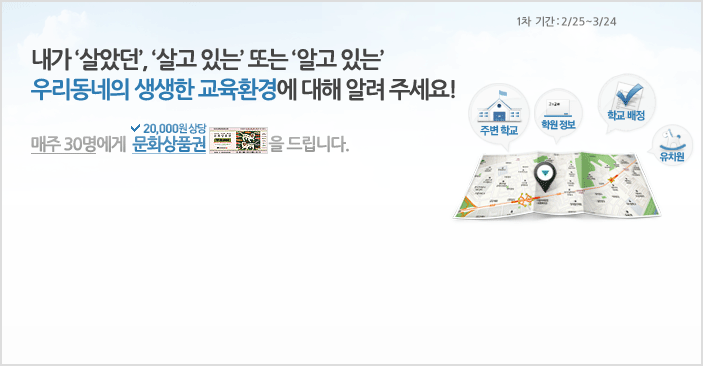 1차 기간 : 2/25~3/24
내가 ‘살았던’, ‘살고 있는’ 또는 ‘알고 있는’
우리동네의 생생한 교육환경에 대해 알려 주세요!
매주 30명에게 20,000원 상당 문화상품권 을 드립니다.
주변 학교
학원 정보
학교 배정
유치원